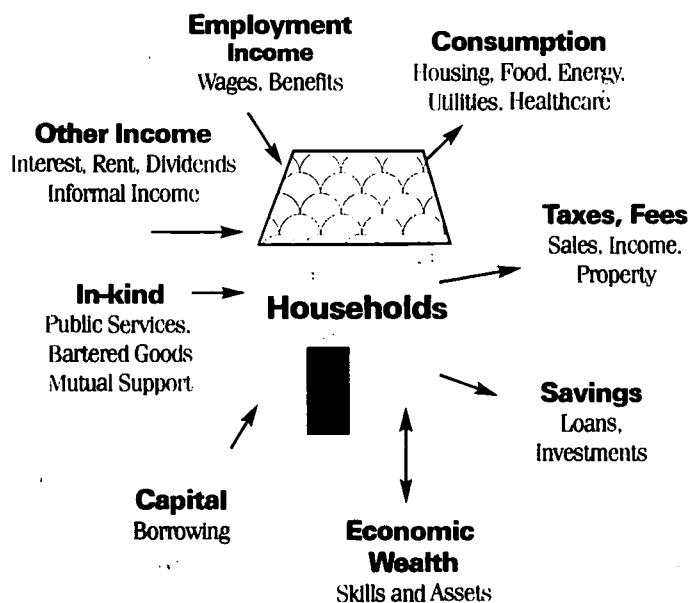 Employment
Income
Wages. Benefits
Consumption
Housing, Food. Energy.
Utilities. Healthcare
Other Income
Interest, Rent, Dividends
Informal Income
Taxes, Fees
Sales. Income.
Property
In-kind
Public Services.
Bartered Goods
Mutual Support
Households
Savings
Loans,
Investments
Capital
Borrowing
Economic
Wealth
Skills and Assets